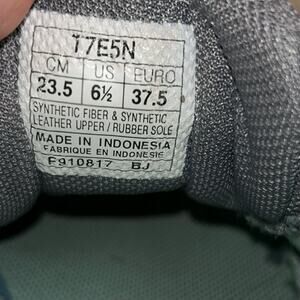 T7E5N
CM US EURO
23.5 6½ 37.5
SYNTHETIC FIBER & SYNTHETIC
LEATHER UPPER / RUBBER SOLE
MADE IN INDONESIA
FABRIQUE EN INDONESIE
F910817 BJ